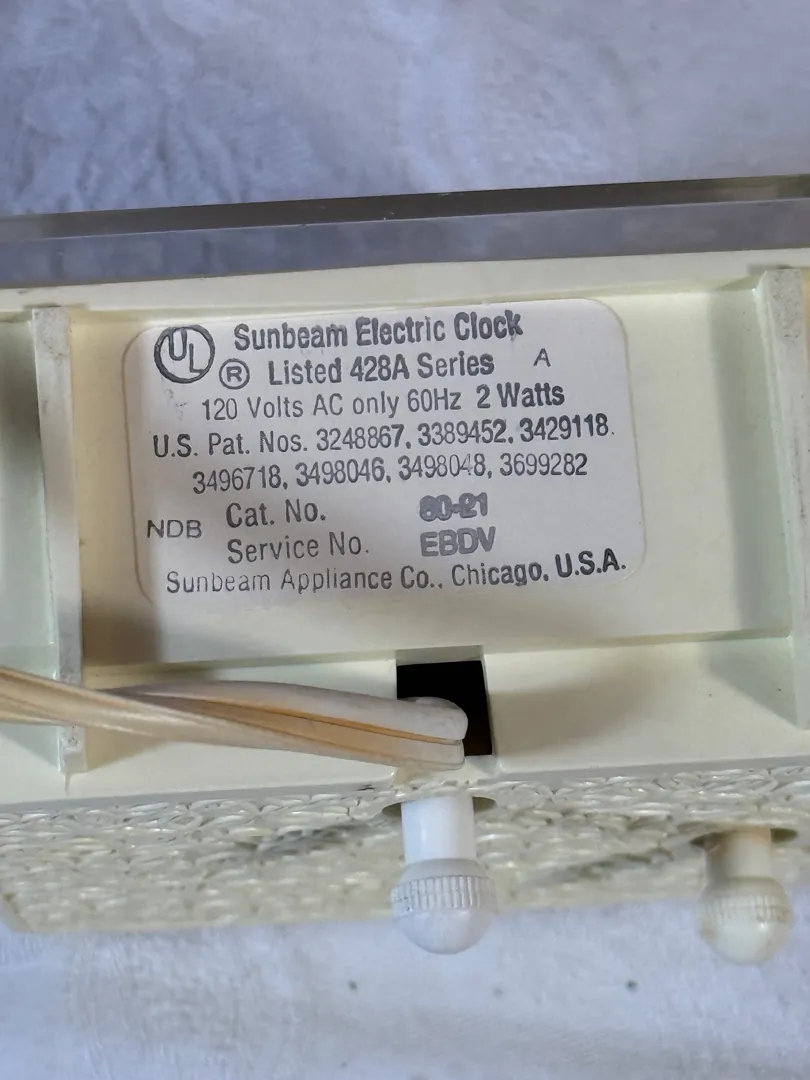 UL Sunbeam Electric Clock
® Listed 428A Series A
120 Volts AC only 60Hz 2 Watts
U.S. Pat. Nos. 3248867, 3389452, 3429118.
3496718, 3498046, 3498048, 3699282
Cat. No. 80-21
NDB
Service No. EBDV
Sunbeam Appliance Co., Chicago, U.S.A.